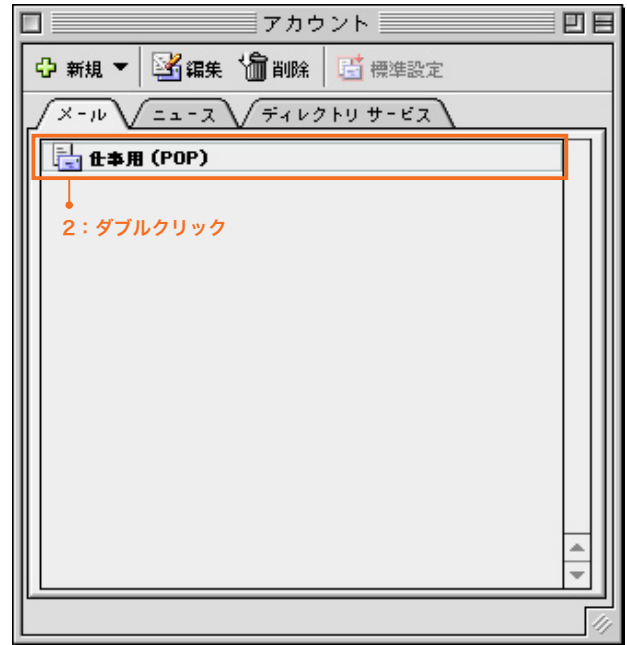 アカウント
新規 編集 削除 標準設定
メール ニュース ディレクトリ サービス
仕事用 (POP)
2：ダブルクリック